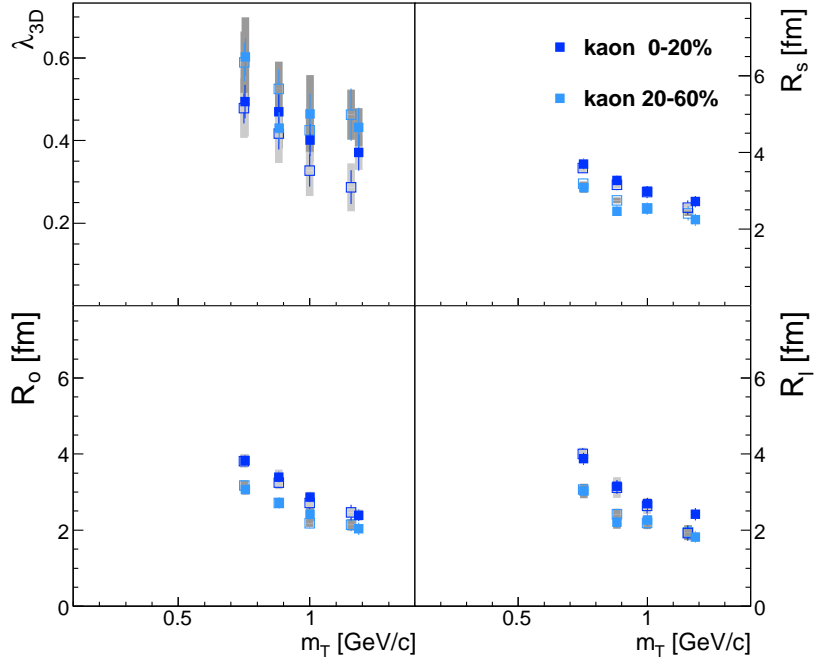 λ3D
0.6
0.4
0.2
kaon 0-20%
kaon 20-60%
Rs [fm]
6
4
2
Ro [fm]
6
4
2
0
Rl [fm]
6
4
2
0
0.5 1
mT [GeV/c]
0.5 1
mT [GeV/c]